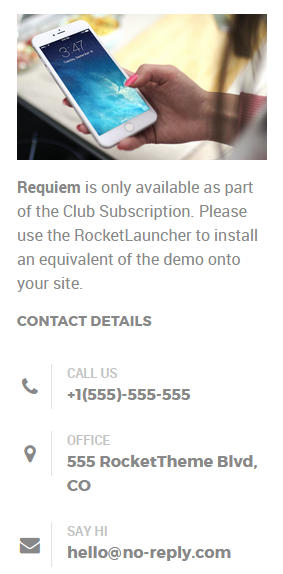 3:47
Requiem is only available as part
of the Club Subscription. Please
use the RocketLauncher to install
an equivalent of the demo onto
your site.
CONTACT DETAILS
CALL US
+1(555)-555-555
OFFICE
555 RocketTheme Blvd,
CO
SAY HI
hello@no-reply.com